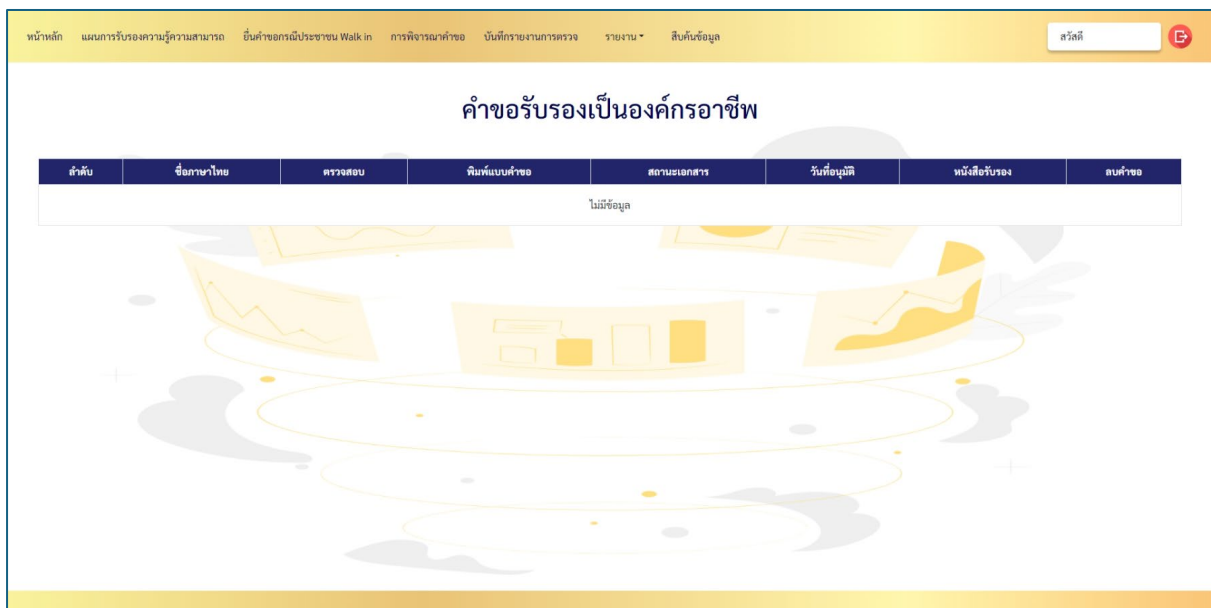 หน้าหลัก แผนการรับรองความรู้ความสามารถ ยื่นคำขอกรณีประชาชน Walk in การพิจารณาคำขอ บันทึกรายงานการตรวจ รายงาน สืบค้นข้อมูล สวัสดี
คำขอรับรองเป็นองค์กรอาชีพ
ลำดับ ชื่อภาษาไทย ตรวจสอบ พิมพ์แบบคำขอ สถานะเอกสาร วันที่อนุมัติ หนังสือรับรอง ลบคำขอ
ไม่มีข้อมูล